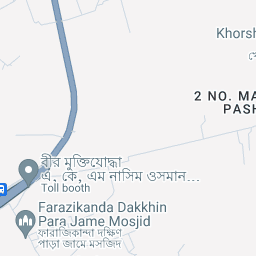 Khorsh
খে
2 NO. MA
PASH
বীর মুক্তিযোদ্ধা
এ. কে, এম নাসিম ওসমান...
Toll booth
Farazikanda Dakkhin
Para Jame Mosjid
ফারাজিকান্দা দক্ষিণ
পাড়া জামে মসজিদ